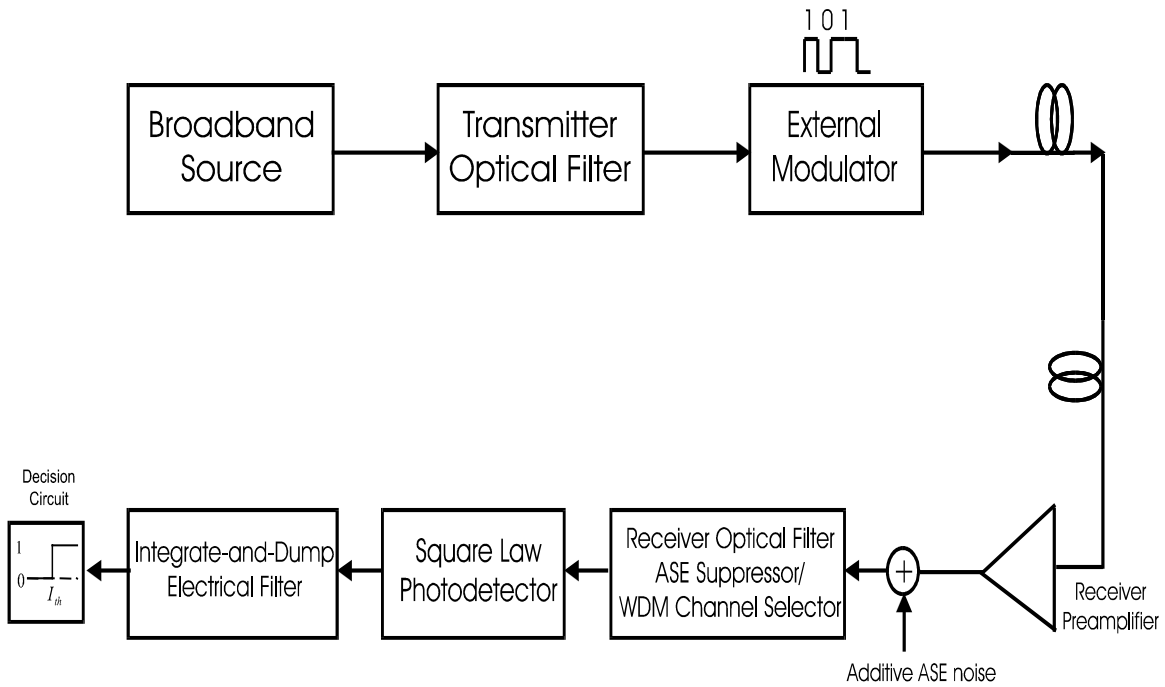 1 0 1
Broadband
Source
Transmitter
Optical Filter
External
Modulator
Decision
Circuit
1
0
I th
Integrate-and-Dump
Electrical Filter
Square Law
Photodetector
Receiver Optical Filter
ASE Suppressor/
WDM Channel Selector
+
Receiver
Preamplifier
Additive ASE noise